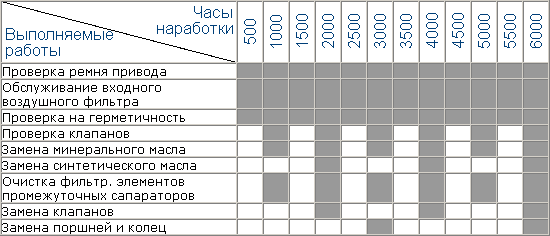 Часы
наработки
Выполняемые
работы
500
1000
1500
2000
2500
3000
3500
4000
4500
5000
5500
6000
Проверка ремня привода
Обслуживание входного
воздушного фильтра
Проверка на герметичность
Проверка клапанов
Замена минерального масла
Замена синтетического масла
Очистка фильтр. элементов
промежуточных сапараторов
Замена клапанов
Замена поршней и колец